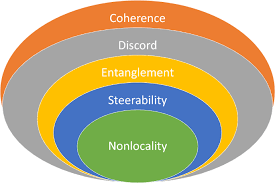 Coherence
Discord
Entanglement
Steerability
Nonlocality